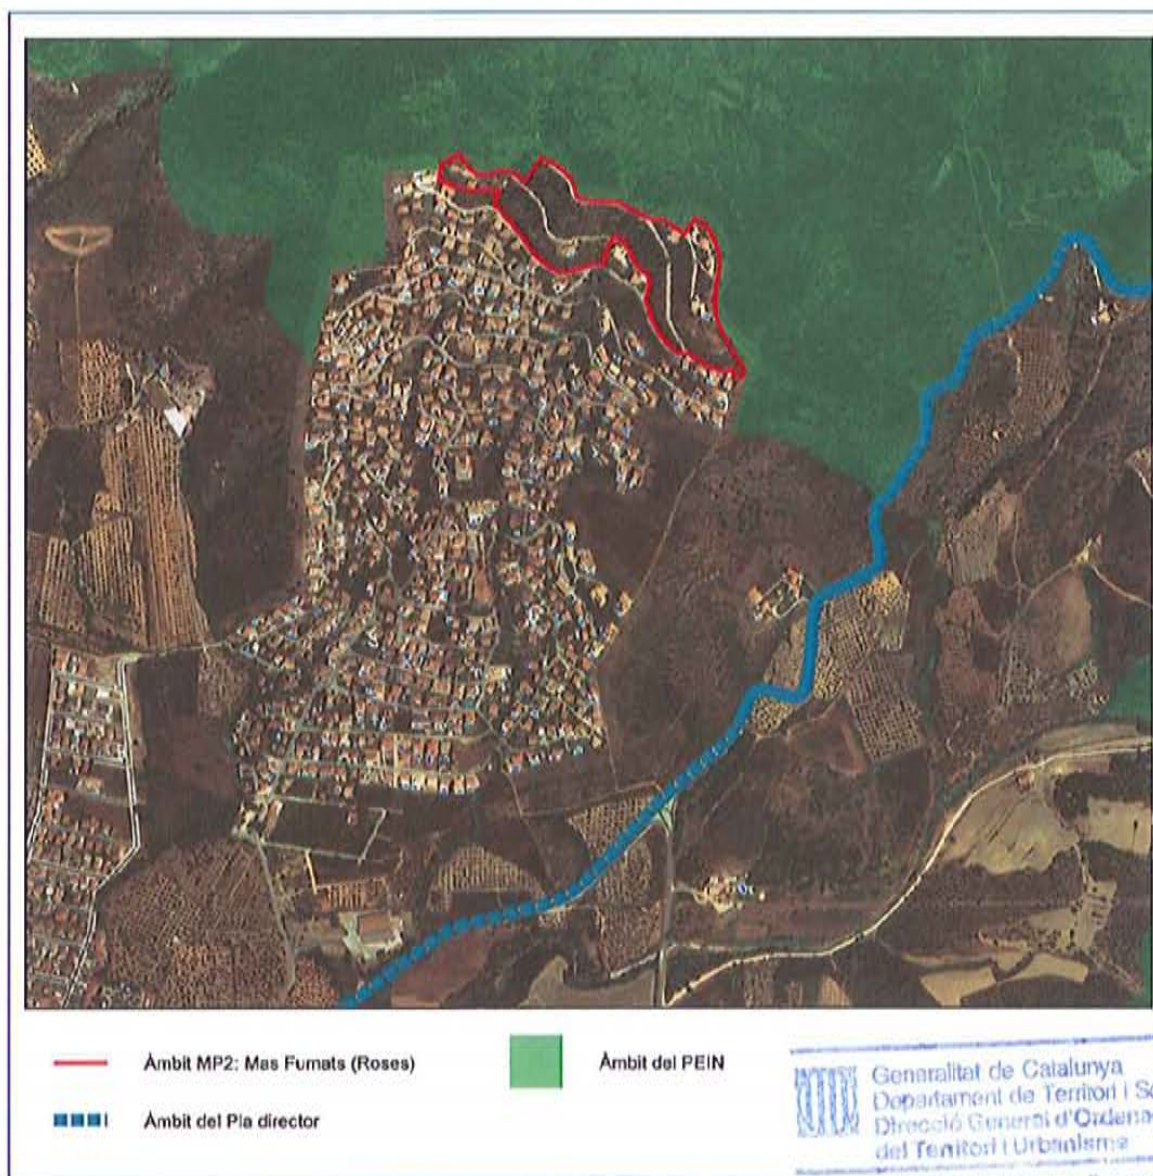 Àmbit MP2: Mas Fumats (Roses)
Àmbit del PEIN
Àmbit del Pla director
Generalitat de Catalunya
Departament de Territori i
Direcció General
del Territori i Urbanisme